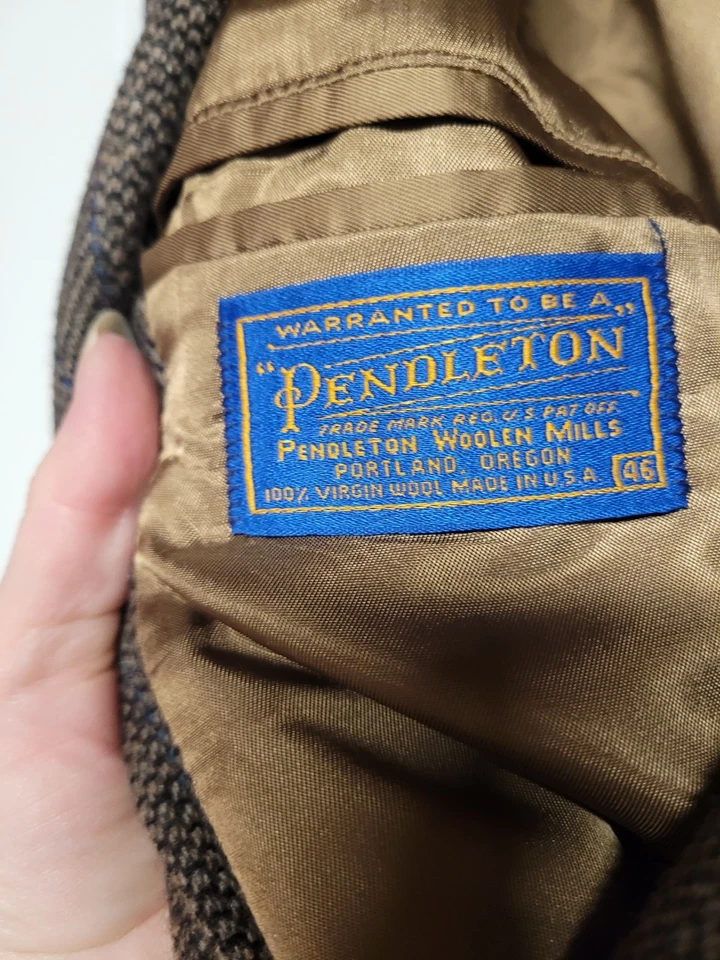 WARRANTED TO BE A
"PENDLETON"
TRADE MARK REG. U.S. PAT OFF.
PENDLETON WOOLEN MILLS
PORTLAND, OREGON
100% VIRGIN WOOL MADE IN U.S.A. 46